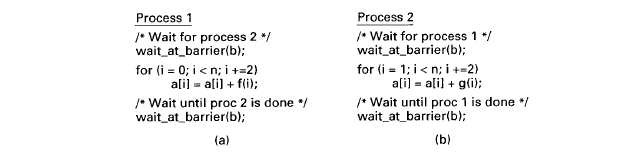 Process 1
/* Wait for process 2 */
wait_at_barrier(b);
for (i = 0; i < n; i +=2)
a[i] = a[i] + f(i);
/* Wait until proc 2 is done */
wait_at_barrier(b);
(a)
Process 2
/* Wait for process 1 */
wait_at_barrier(b);
for (i = 1; i < n; i +=2)
a[i] = a[i] + g(i);
/* Wait until proc 1 is done */
wait_at_barrier(b);
(b)